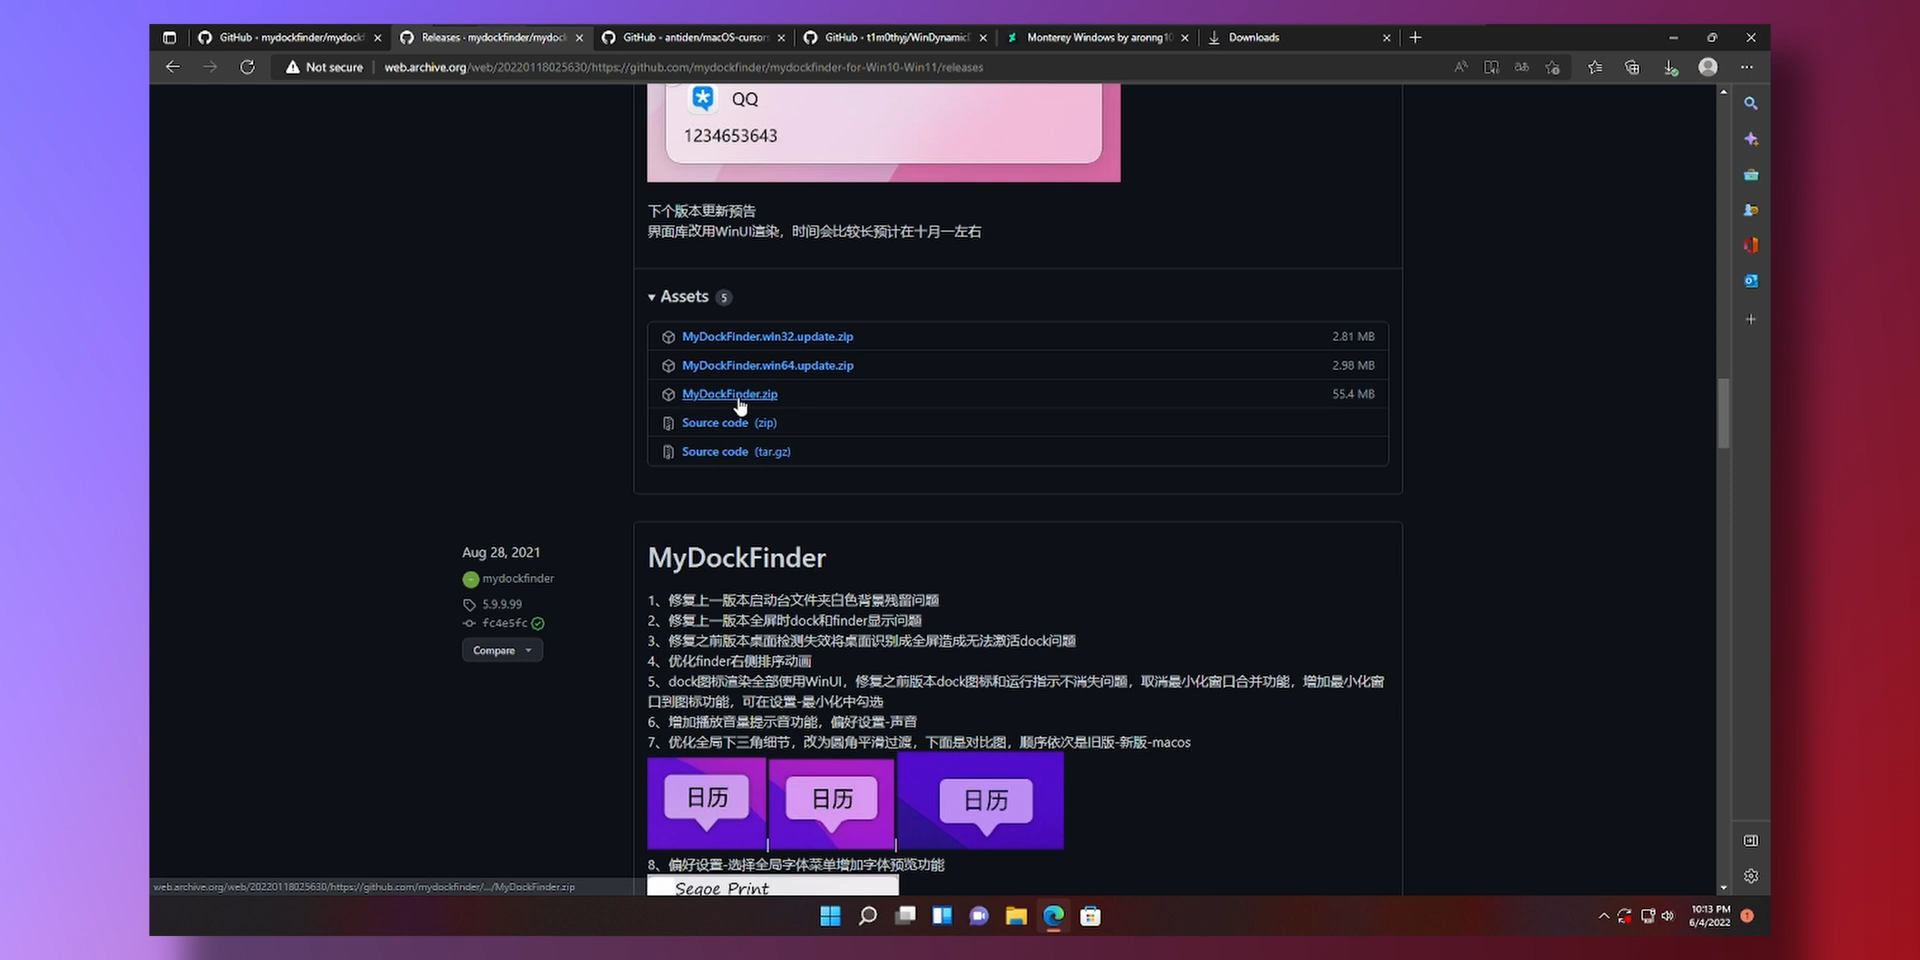 GitHub - mydockfinder/mydockf
Releases · mydockfinder/mydock
GitHub - antiden/macOS-cursors
GitHub - t1m0thyj/WinDynamicD
Monterey Windows by aronng10
Downloads
Not secure
web.archive.org/web/20220118025630/https://github.com/mydockfinder/mydockfinder-for-Win10-Win11/releases
QQ
1234653643
下个版本更新预告
界面库改用WinUI渲染，时间会比较长预计在十月一左右
Assets 5
MyDockFinder.win32.update.zip 2.81 MB
MyDockFinder.win64.update.zip 2.98 MB
MyDockFinder.zip 55.4 MB
Source code (zip)
Source code (tar.gz)
Aug 28, 2021
mydockfinder
5.9.9.99
fc4e5fc
Compare
MyDockFinder
1、修复上一版本启动台文件夹白色背景残留问题
2、修复上一版本全屏时dock和finder显示问题
3、修复之前版本桌面检测失效将桌面识别成全屏造成无法激活dock问题
4、优化finder右侧排序动画
5、dock图标渲染全部使用WinUI，修复之前版本dock图标和运行指示不消失问题，取消最小化窗口合并功能，增加最小化窗
口到图标功能，可在设置-最小化中勾选
6、增加播放音量提示音功能，偏好设置-声音
7、优化全局下三角细节，改为圆角平滑过渡，下面是对比图，顺序依次是旧版-新版-macos
日历 日历 日历
8、偏好设置-选择全局字体菜单增加字体预览功能
Segoe Print
web.archive.org/web/20220118025630/https://github.com/mydockfinder/.../MyDockFinder.zip
10:13 PM
6/4/2022
1